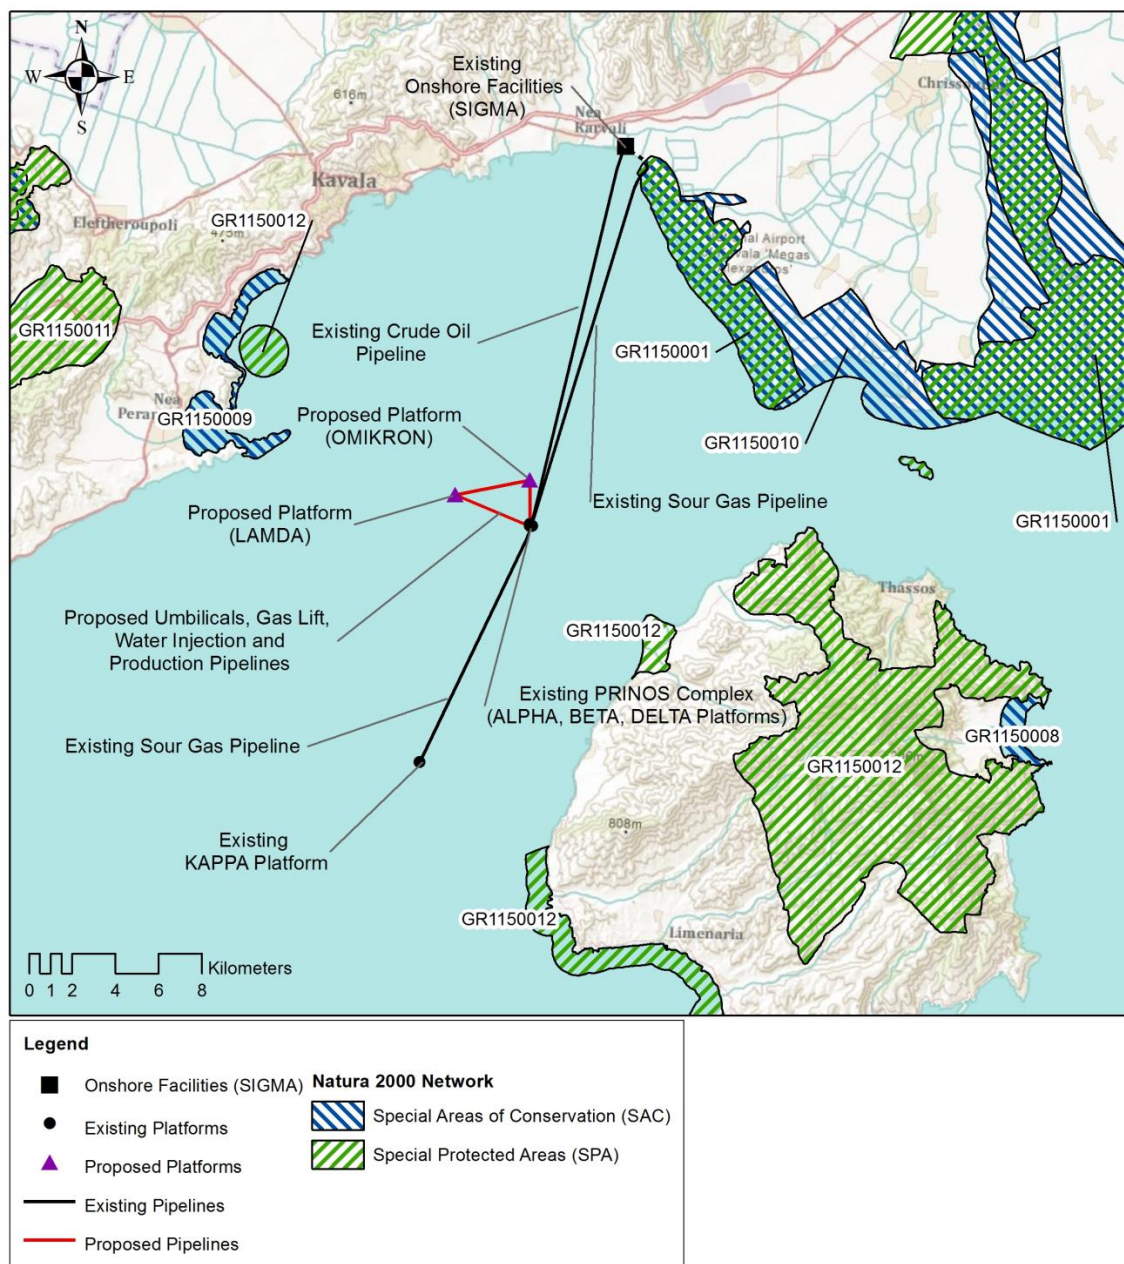 N
W E
S
Existing
Onshore Facilities
(SIGMA)
616m
Nea
Karvali
Kavala
Eleftheroupoli
GR1150012
475m
GR1150011
Existing Crude Oil
Pipeline
GR1150001
Nea
GR1150009
Proposed Platform
(OMIKRON)
GR1150010
Existing Sour Gas Pipeline
Proposed Platform
(LAMDA)
GR1150001
Thassos
Proposed Umbilicals, Gas Lift,
Water Injection and
Production Pipelines
GR1150012
Existing PRINOS Complex
(ALPHA, BETA, DELTA Platforms)
Existing Sour Gas Pipeline
GR1150008
GR1150012
808m
Existing
KAPPA Platform
GR1150012
Limenaria
Kilometers
0 1 2 4 6 8
Legend
Onshore Facilities (SIGMA)
Existing Platforms
Proposed Platforms
Existing Pipelines
Proposed Pipelines
Natura 2000 Network
Special Areas of Conservation (SAC)
Special Protected Areas (SPA)